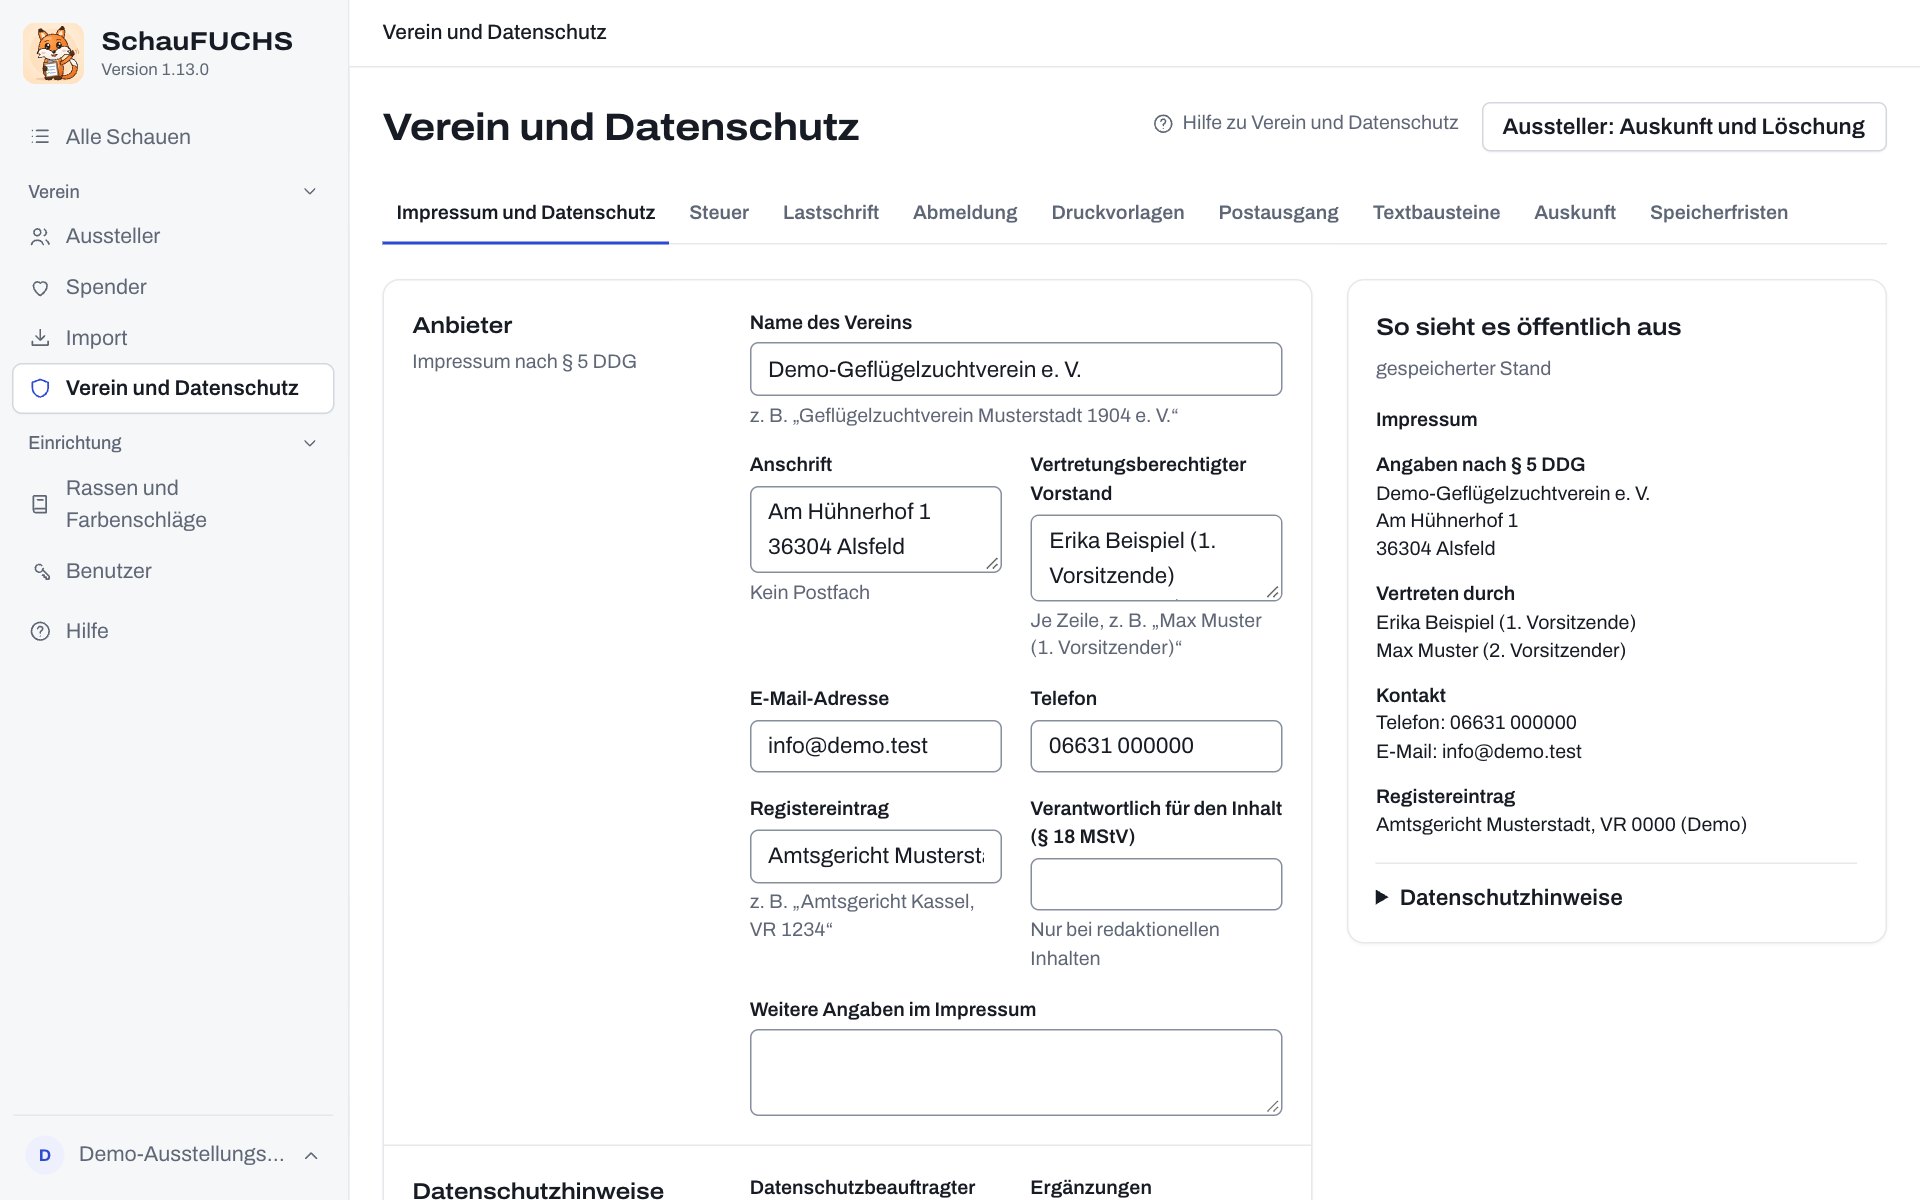 SchauFUCHS
Version 1.13.0
Alle Schauen
Verein
Aussteller
Spender
Import
Verein und Datenschutz
Einrichtung
Rassen und
Farbenschläge
Benutzer
Hilfe
D
Demo-Ausstellungs...
Verein und Datenschutz
Verein und Datenschutz
Hilfe zu Verein und Datenschutz
Aussteller: Auskunft und Löschung
Impressum und Datenschutz
Steuer
Lastschrift
Abmeldung
Druckvorlagen
Postausgang
Textbausteine
Auskunft
Speicherfristen
Anbieter
Impressum nach § 5 DDG
Name des Vereins
Demo-Geflügelzuchtverein e. V.
z. B. „Geflügelzuchtverein Musterstadt 1904 e. V.“
Anschrift
Am Hühnerhof 1
36304 Alsfeld
Kein Postfach
Vertretungsberechtigter
Vorstand
Erika Beispiel (1.
Vorsitzende)
Je Zeile, z. B. „Max Muster
(1. Vorsitzender)“
E-Mail-Adresse
info@demo.test
Telefon
06631 000000
Registereintrag
Amtsgericht Musterst
z. B. „Amtsgericht Kassel,
VR 1234“
Verantwortlich für den Inhalt
(§ 18 MStV)
Nur bei redaktionellen
Inhalten
Weitere Angaben im Impressum
Datenschutzhinweise
Datenschutzbeauftragter
Ergänzungen
So sieht es öffentlich aus
gespeicherter Stand
Impressum
Angaben nach § 5 DDG
Demo-Geflügelzuchtverein e. V.
Am Hühnerhof 1
36304 Alsfeld
Vertreten durch
Erika Beispiel (1. Vorsitzende)
Max Muster (2. Vorsitzender)
Kontakt
Telefon: 06631 000000
E-Mail: info@demo.test
Registereintrag
Amtsgericht Musterstadt, VR 0000 (Demo)
Datenschutzhinweise